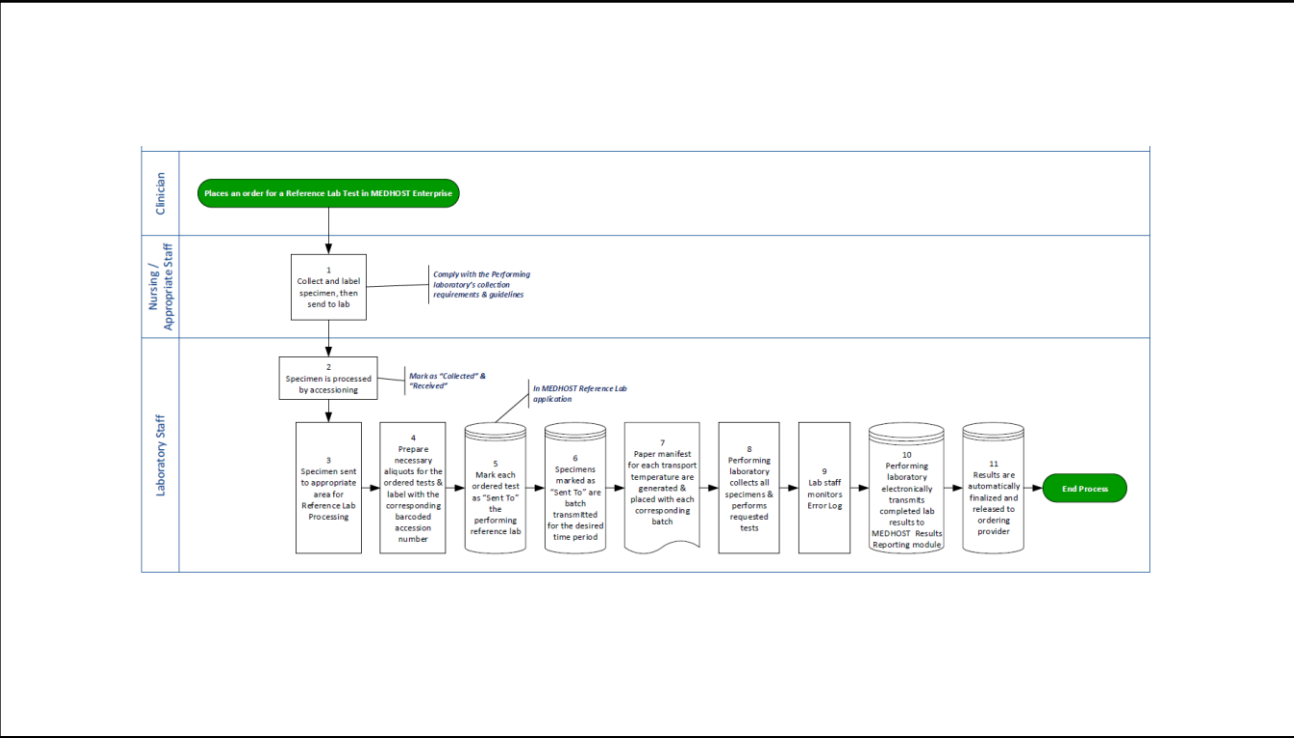 Clinician
Places an order for a Reference Lab Test in MEDHOST Enterprise
Nursing /
Appropriate Staff
1
Collect and label
specimen, then
send to lab
Comply with the Performing
laboratory's collection
requirements & guidelines
Laboratory Staff
2
Specimen is processed
by accessioning
Mark as "Collected" &
"Received"
In MEDHOST Reference Lab
application
3
Specimen sent
to appropriate
area for
Reference Lab
Processing
4
Prepare
necessary
aliquots for the
ordered tests &
label with the
corresponding
barcoded
accession
number
5
Mark each
ordered test
as "Sent To"
the
performing
reference lab
6
Specimens
marked as
"Sent To" are
batch
transmitted
for the desired
time period
7
Paper manifest
for each transport
temperature are
generated &
placed with each
corresponding
batch
8
Performing
laboratory
collects all
specimens &
performs
requested
tests
9
Lab staff
monitors
Error Log
10
Performing
laboratory
electronically
transmits
completed lab
results to
MEDHOST Results
Reporting module
11
Results are
automatically
finalized and
released to
ordering
provider
End Process